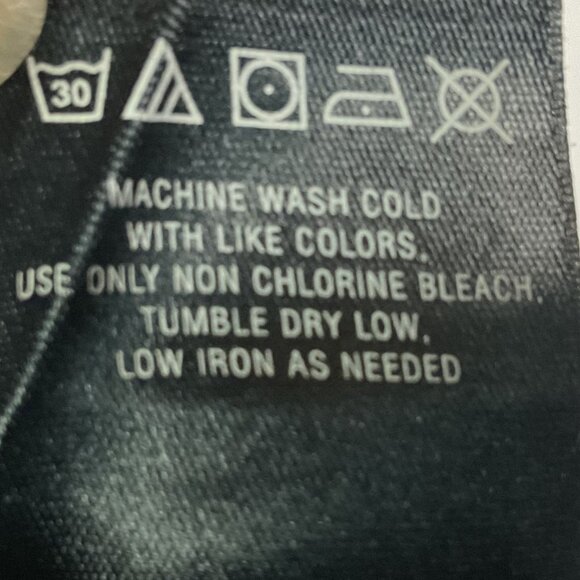 30
MACHINE WASH COLD
WITH LIKE COLORS.
USE ONLY NON CHLORINE BLEACH.
TUMBLE DRY LOW.
LOW IRON AS NEEDED